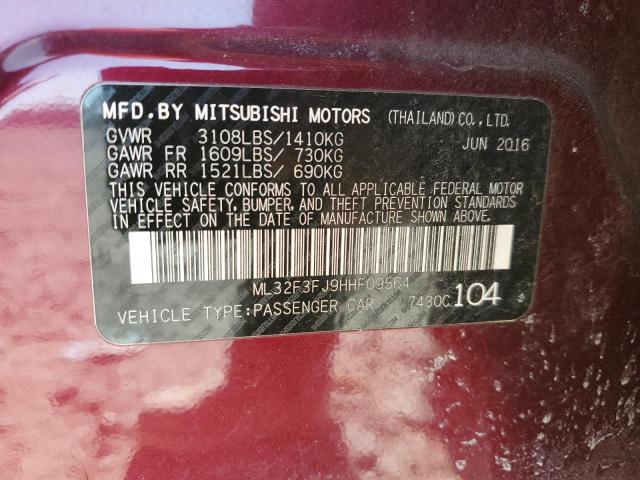 MFD.BY MITSUBISHI MOTORS (THAILAND)CO.,LTD.
GVWR 3108LBS/1410KG JUN 2016
GAWR FR 1609LBS/ 730KG
GAWR RR 1521LBS/ 690KG
THIS VEHICLE CONFORMS TO ALL APPLICABLE FEDERAL MOTOR
VEHICLE SAFETY, BUMPER, AND THEFT PREVENTION STANDARDS
IN EFFECT ON THE DATE OF MANUFACTURE SHOWN ABOVE.
ML32F3FJ9HHF09564
VEHICLE TYPE:PASSENGER CAR 7430C 104